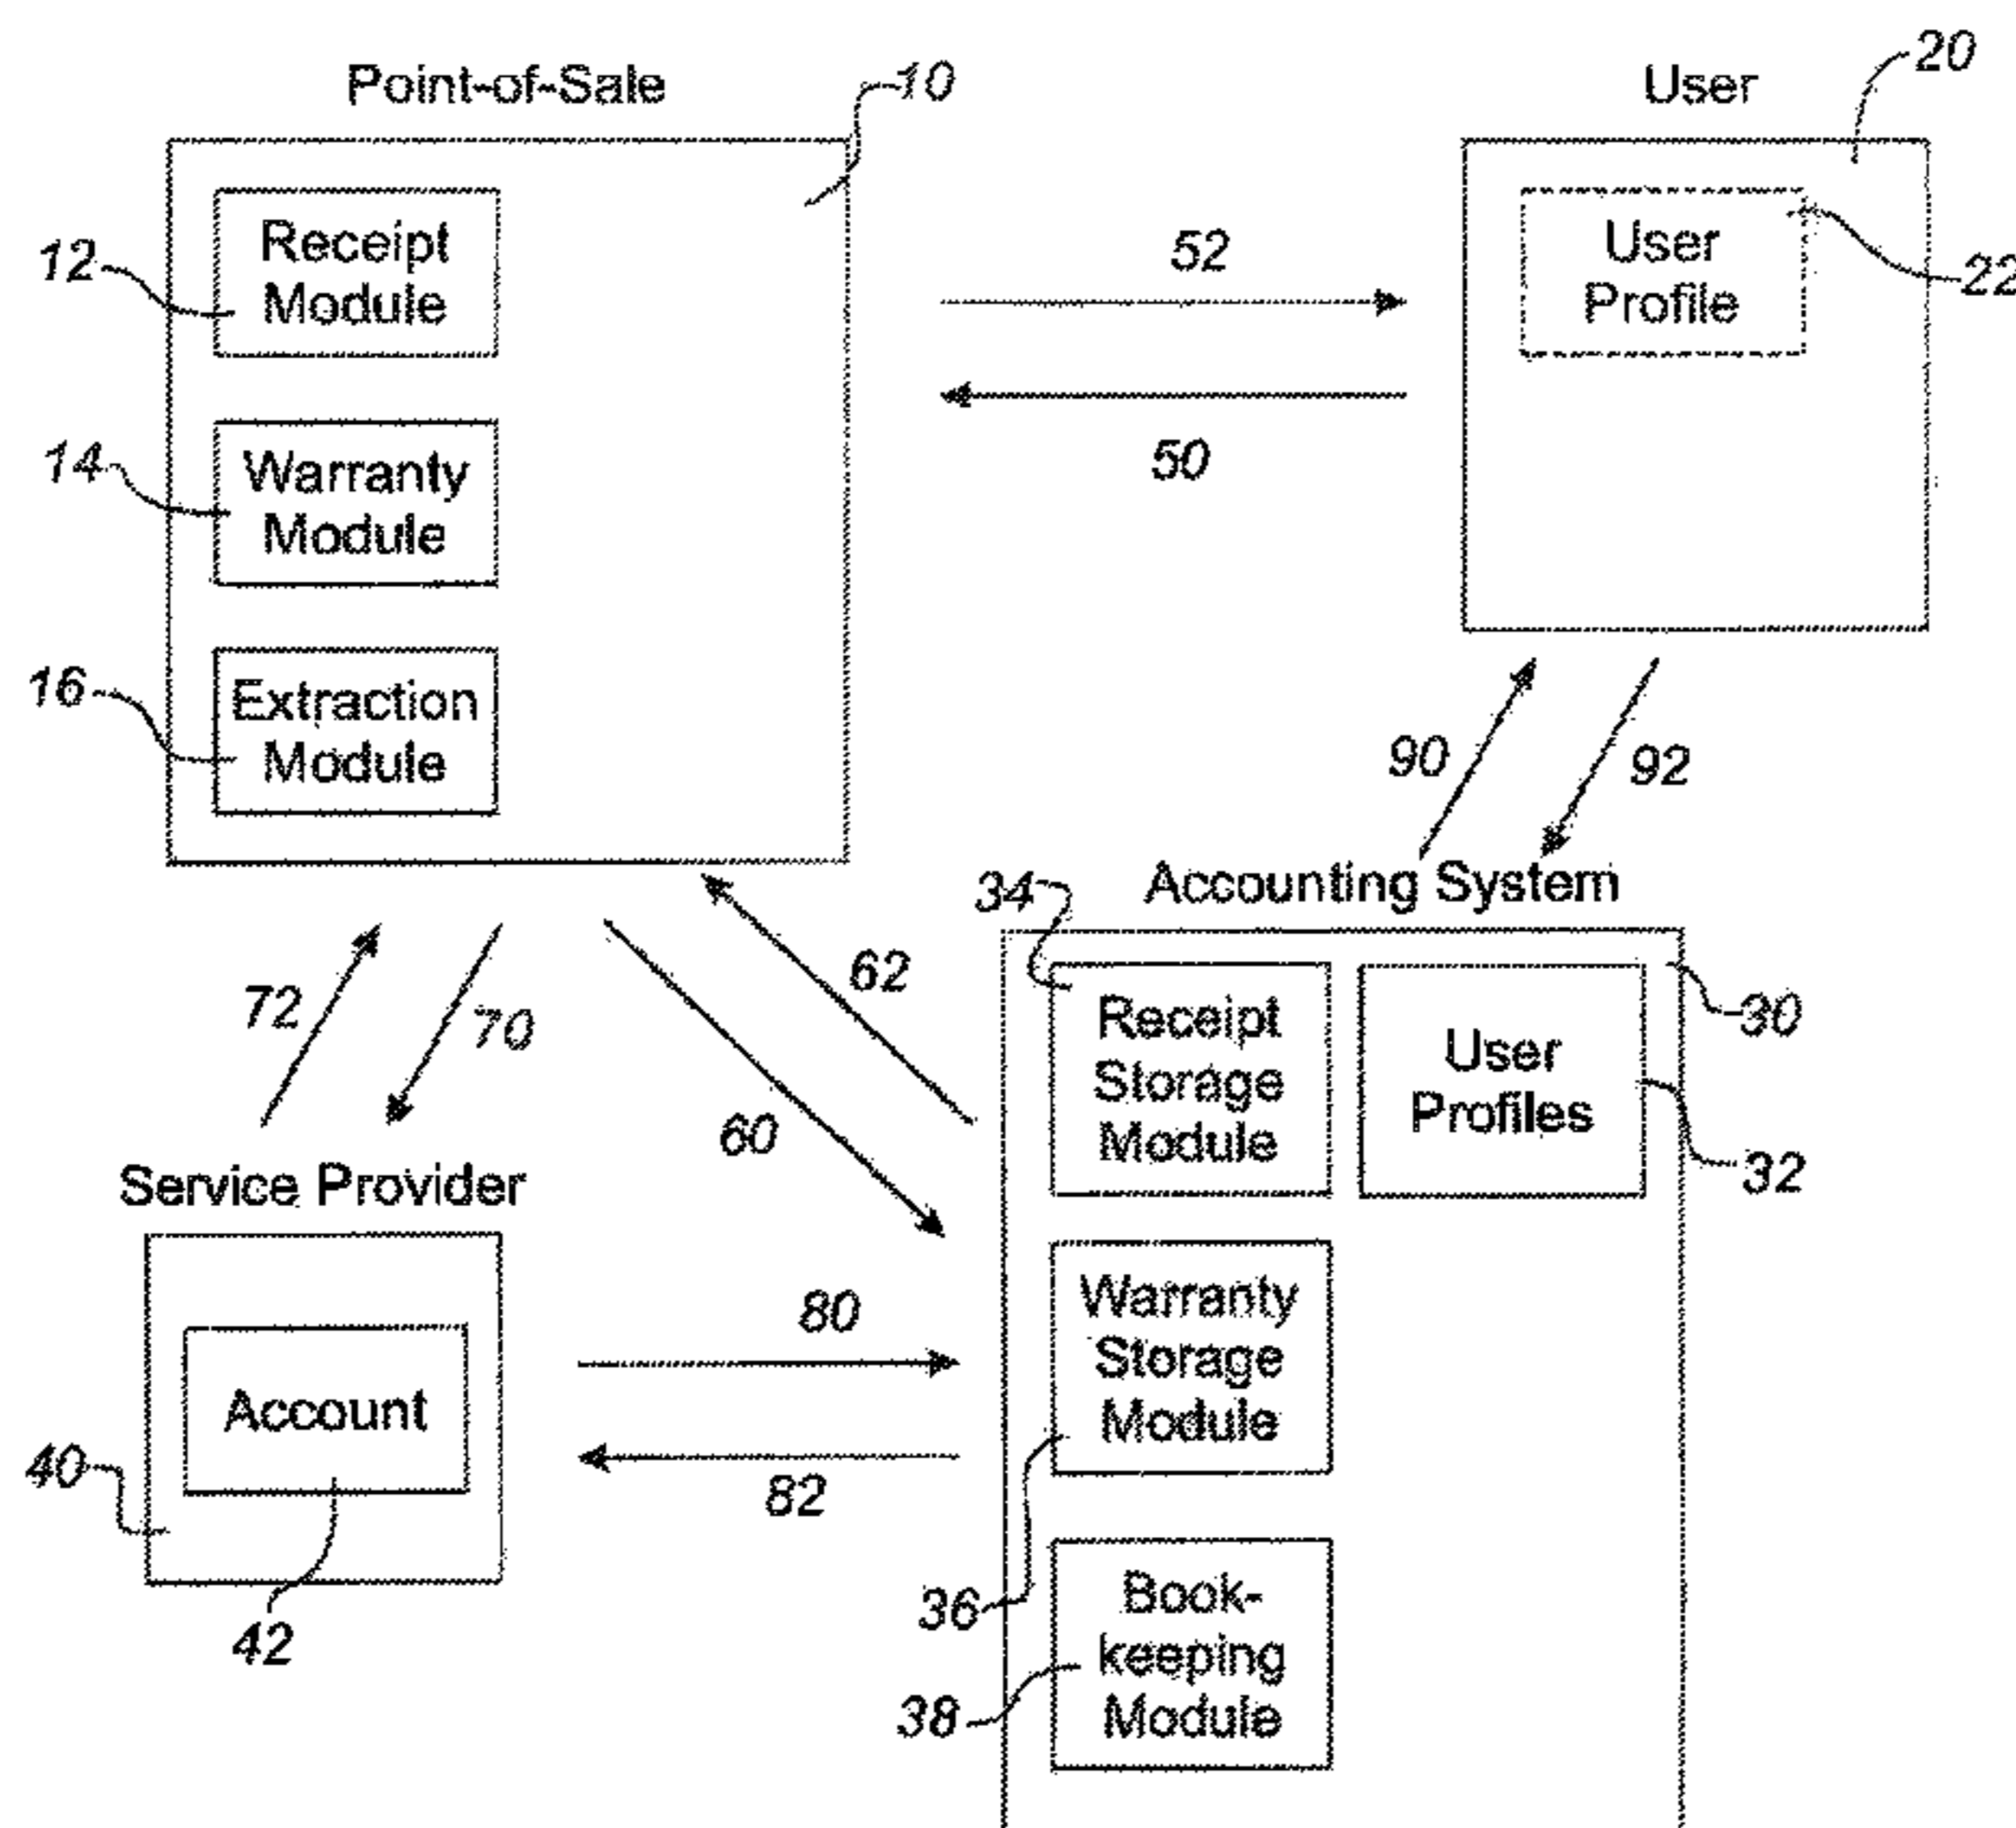 Point-of-Sale
10
User
20
Receipt
Module
12
52
User
Profile
22
Warranty
Module
14
50
Extraction
Module
16
90
92
Accounting System
34
62
72
70
60
Receipt
Storage
Module
User
Profiles
30
32
Service Provider
80
Account
40
82
42
Warranty
Storage
Module
36
Book-
keeping
Module
38